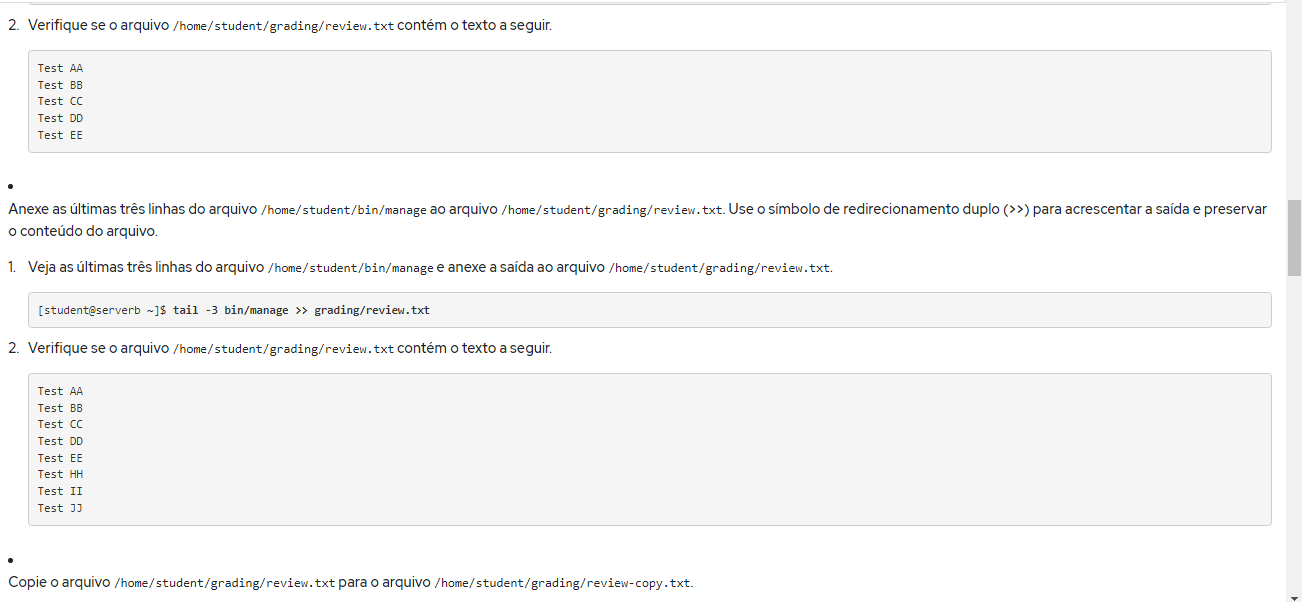 2. Verifique se o arquivo /home/student/grading/review.txt contém o texto a seguir.
Test AA
Test BB
Test CC
Test DD
Test EE
Anexe as últimas três linhas do arquivo /home/student/bin/manage ao arquivo /home/student/grading/review.txt. Use o símbolo de redirecionamento duplo (>>) para acrescentar a saída e preservar
o conteúdo do arquivo.
1. Veja as últimas três linhas do arquivo /home/student/bin/manage e anexe a saída ao arquivo /home/student/grading/review.txt.
[student@serverb ~]$ tail -3 bin/manage >> grading/review.txt
2. Verifique se o arquivo /home/student/grading/review.txt contém o texto a seguir.
Test AA
Test BB
Test CC
Test DD
Test EE
Test HH
Test II
Test JJ
Copie o arquivo /home/student/grading/review.txt para o arquivo /home/student/grading/review-copy.txt.